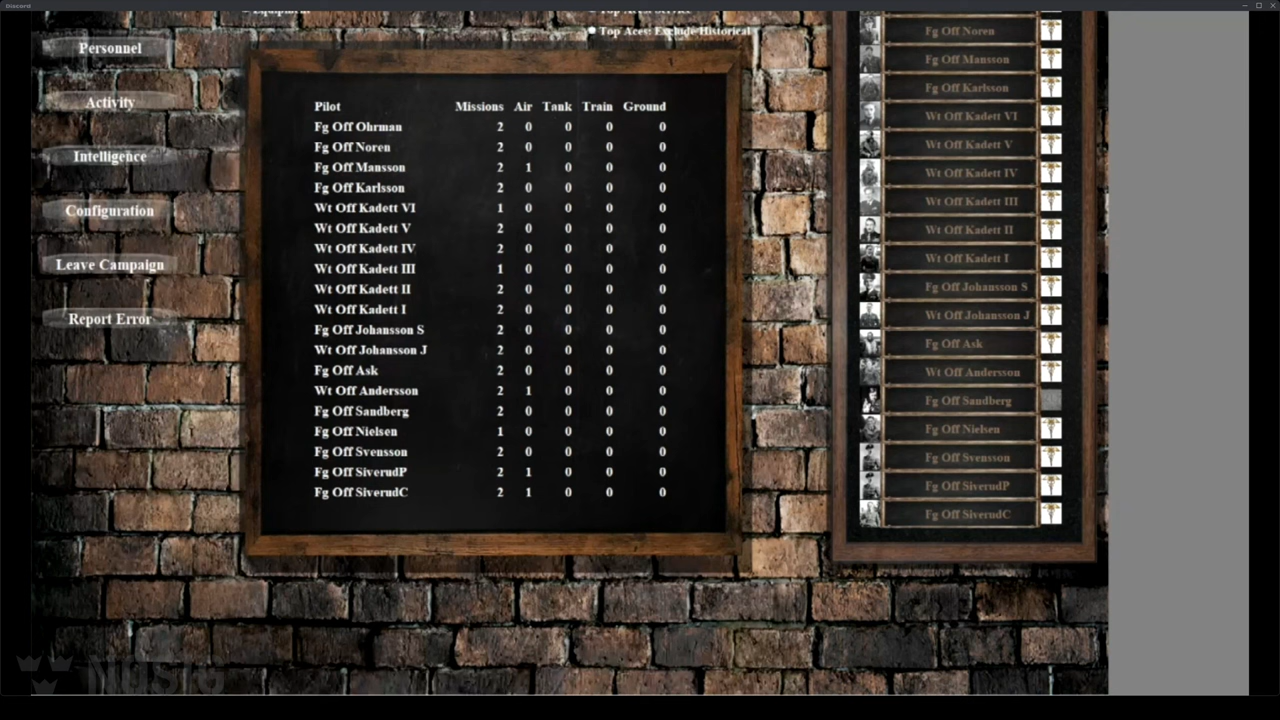 Discord
Top Aces: Exclude Historical
Personnel
Activity
Intelligence
Configuration
Leave Campaign
Report Error
Pilot Missions Air Tank Train Ground
Fg Off Ohrman 2 0 0 0 0
Fg Off Noren 2 0 0 0 0
Fg Off Mansson 2 1 0 0 0
Fg Off Karlsson 2 0 0 0 0
Wt Off Kadett VI 1 0 0 0 0
Wt Off Kadett V 2 0 0 0 0
Wt Off Kadett IV 2 0 0 0 0
Wt Off Kadett III 1 0 0 0 0
Wt Off Kadett II 2 0 0 0 0
Wt Off Kadett I 2 0 0 0 0
Fg Off Johansson S 2 0 0 0 0
Wt Off Johansson J 2 0 0 0 0
Fg Off Ask 2 0 0 0 0
Wt Off Andersson 2 1 0 0 0
Fg Off Sandberg 2 0 0 0 0
Fg Off Nielsen 1 0 0 0 0
Fg Off Svensson 2 0 0 0 0
Fg Off SiverudP 2 1 0 0 0
Fg Off SiverudC 2 1 0 0 0
Fg Off Noren
Fg Off Mansson
Fg Off Karlsson
Wt Off Kadett VI
Wt Off Kadett V
Wt Off Kadett IV
Wt Off Kadett III
Wt Off Kadett II
Wt Off Kadett I
Fg Off Johansson S
Wt Off Johansson J
Fg Off Ask
Wt Off Andersson
Fg Off Sandberg
Fg Off Nielsen
Fg Off Svensson
Fg Off SiverudP
Fg Off SiverudC